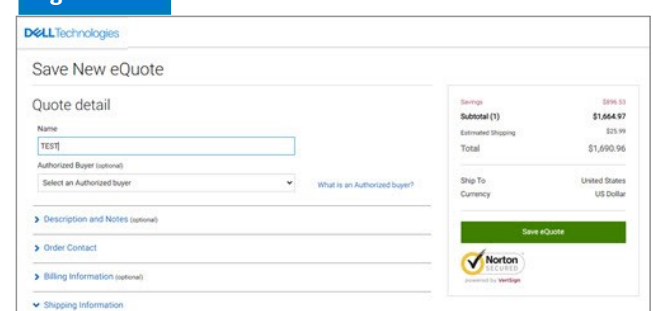 DELLTechnologies
Save New eQuote
Quote detail
Name
TEST
Authorized Buyer (optional)
Select an Authorized buyer
What is an Authorized buyer?
Description and Notes (optional)
Order Contact
Billing Information (optional)
Shipping Information
Savings $896.53
Subtotal (1) $1,664.97
Estimated Shipping $25.99
Total $1,690.96
Ship To United States
Currency US Dollar
Save eQuote
Norton
SECURED
powered by VeriSign